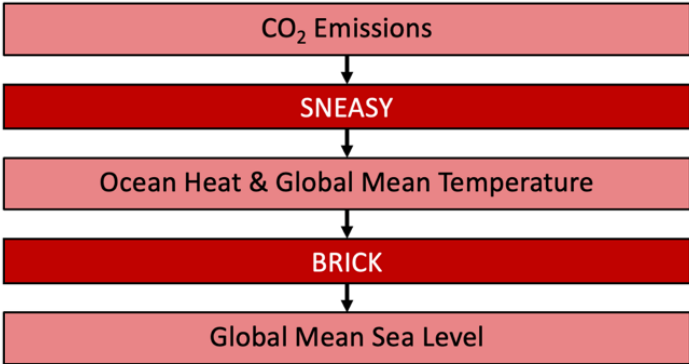 CO₂ Emissions
SNEASY
Ocean Heat & Global Mean Temperature
BRICK
Global Mean Sea Level